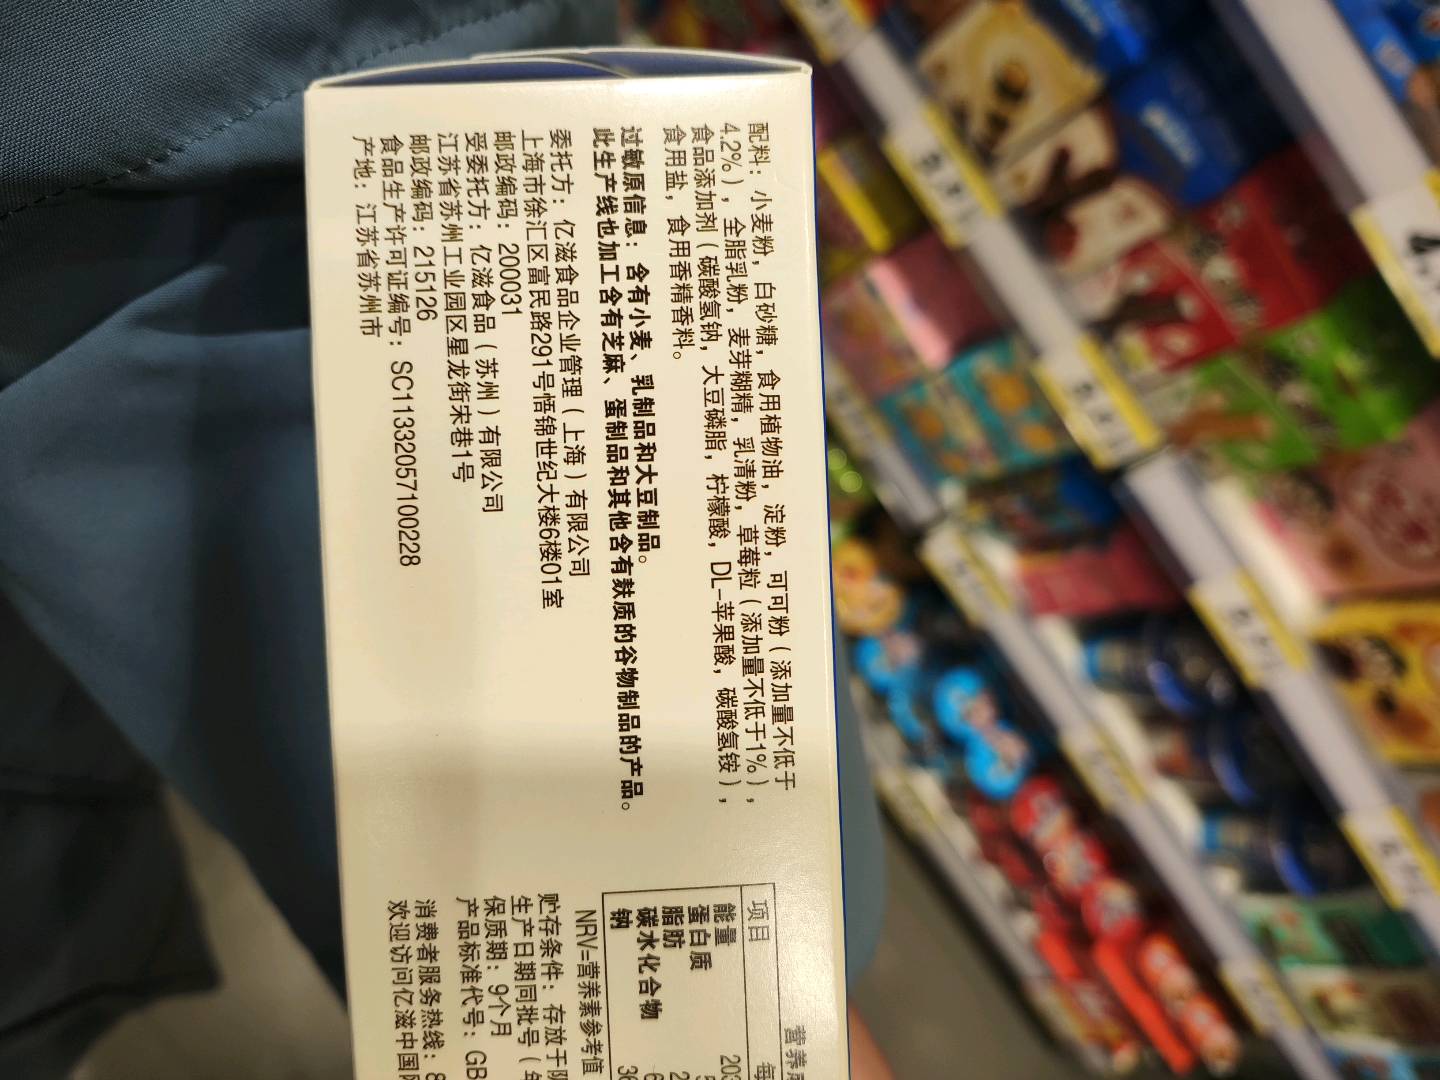 配料：小麦粉，白砂糖，食用植物油，淀粉，可可粉（添加量不低于
4.2%），全脂乳粉，麦芽糊精，乳清粉，草莓粒（添加量不低于1%），
食品添加剂（碳酸氢钠，大豆磷脂，柠檬酸，DL-苹果酸，碳酸氢铵），
食用盐，食用香精香料。
过敏原信息：含有小麦、乳制品和大豆制品。
此生产线也加工含有芝麻、蛋制品和其他含有麸质的谷物制品的产品。
委托方：亿滋食品企业管理（上海）有限公司
上海市徐汇区富民路291号悟锦世纪大楼6楼01室
邮政编码：200031
受委托方：亿滋食品（苏州）有限公司
江苏省苏州工业园区星龙街宋巷1号
邮政编码：215126
食品生产许可证编号：SC11332057100228
产地：江苏省苏州市
营养
项目 每
能量 203
蛋白质
脂肪 2
碳水化合物 6
钠 36
NRV=营养素参考值
贮存条件：存放于阴
生产日期同批号（年
保质期：9个月
产品标准代号：GB
消费者服务热线：8
欢迎访问亿滋中国网